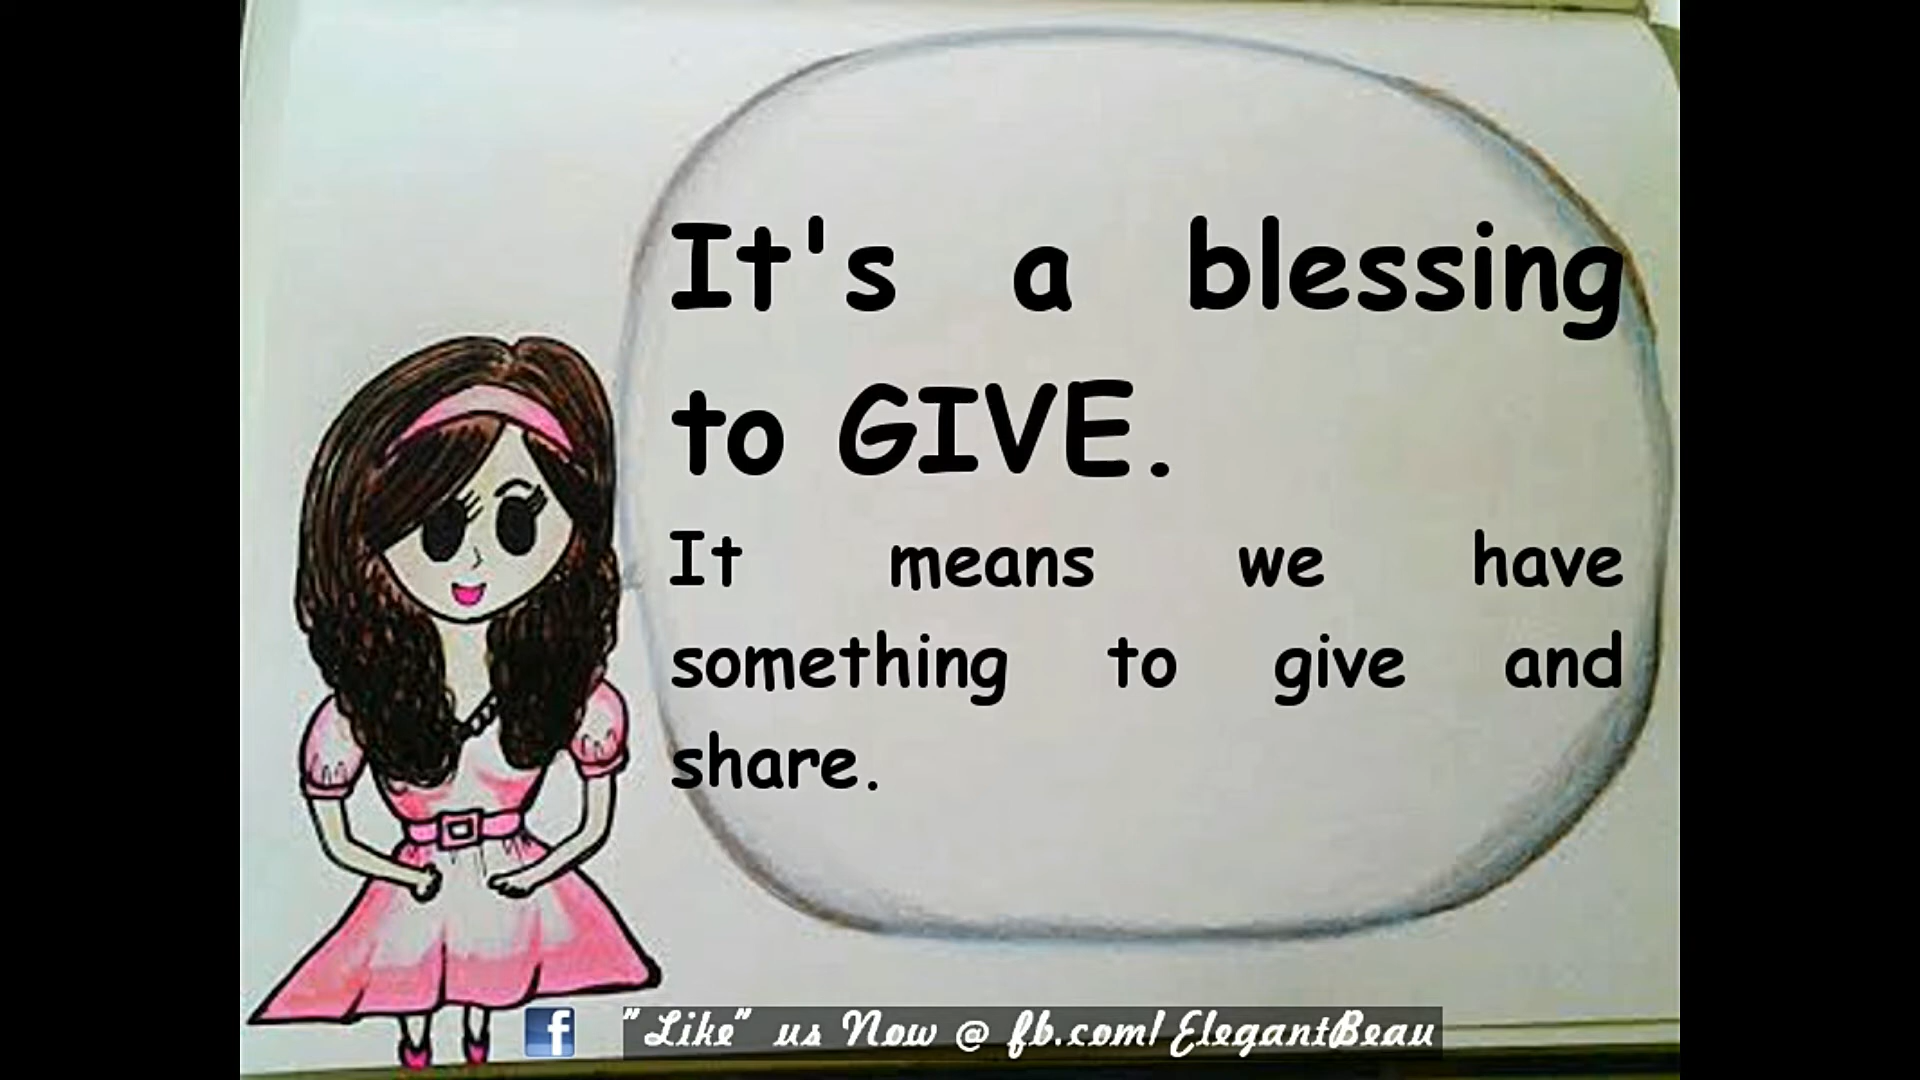 It's a blessing
to GIVE.
It means we have
something to give and
share.
f "Like" us Now @ fb.com/ElegantBeau